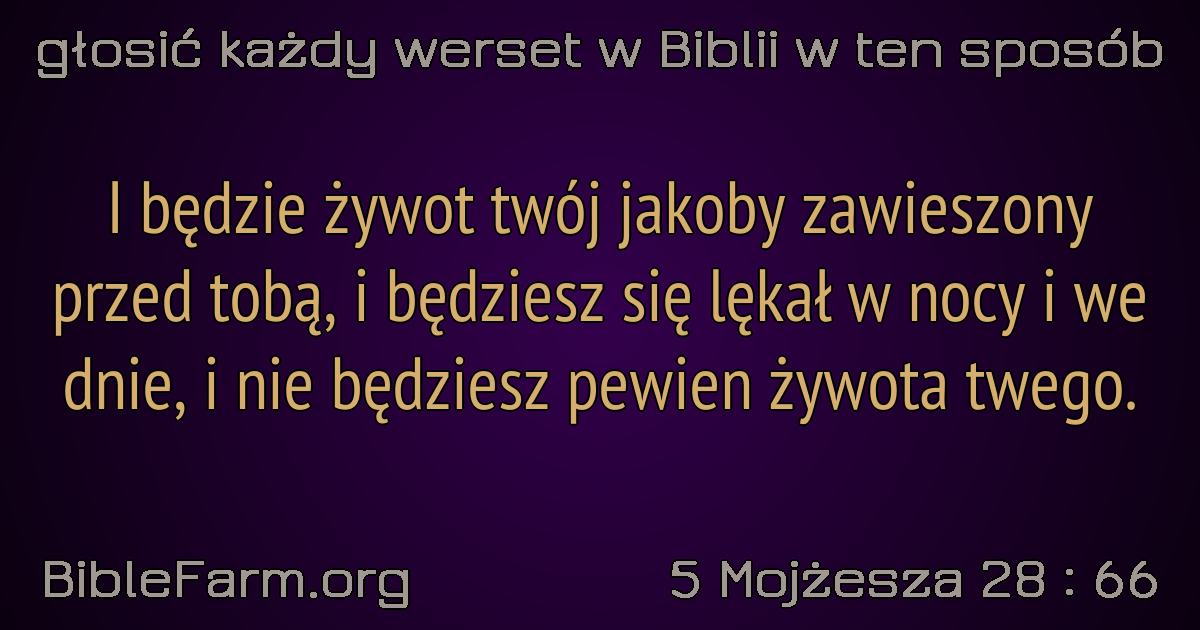 głosić każdy werset w Biblii w ten sposób
I będzie żywot twój jakoby zawieszony
przed tobą, i będziesz się lękał w nocy i we
dnie, i nie będziesz pewien żywota twego.
BibleFarm.org
5 Mojżesza 28 : 66